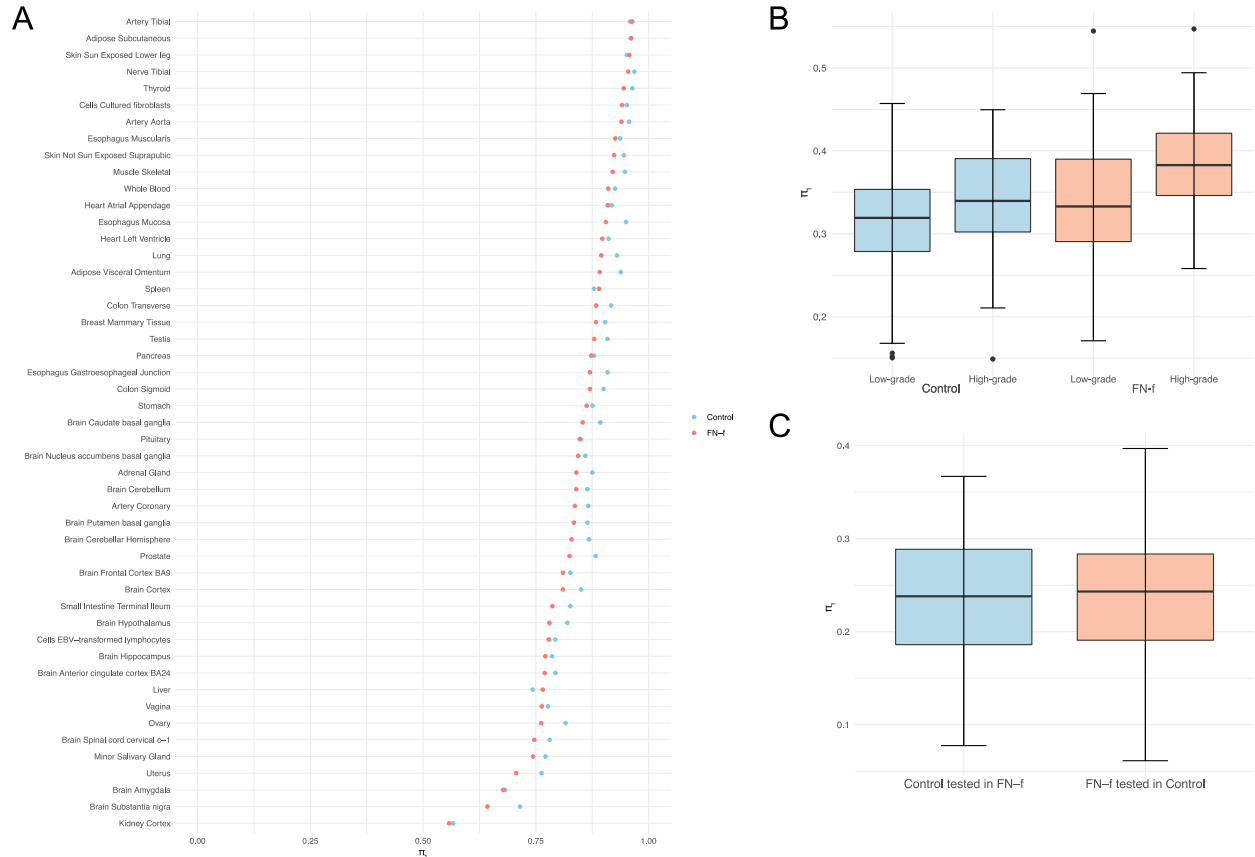 A
Artery Tibial
Adipose Subcutaneous
Skin Sun Exposed Lower leg
Nerve Tibial
Thyroid
Cells Cultured fibroblasts
Artery Aorta
Esophagus Muscularis
Skin Not Sun Exposed Suprapubic
Muscle Skeletal
Whole Blood
Heart Atrial Appendage
Esophagus Mucosa
Heart Left Ventricle
Lung
Adipose Visceral Omentum
Spleen
Colon Transverse
Breast Mammary Tissue
Testis
Pancreas
Esophagus Gastroesophageal Junction
Colon Sigmoid
Stomach
Brain Caudate basal ganglia
Pituitary
Brain Nucleus accumbens basal ganglia
Adrenal Gland
Brain Cerebellum
Artery Coronary
Brain Putamen basal ganglia
Brain Cerebellar Hemisphere
Prostate
Brain Frontal Cortex BA9
Brain Cortex
Small Intestine Terminal Ileum
Brain Hypothalamus
Cells EBV−transformed lymphocytes
Brain Hippocampus
Brain Anterior cingulate cortex BA24
Liver
Vagina
Ovary
Brain Spinal cord cervical c−1
Minor Salivary Gland
Uterus
Brain Amygdala
Brain Substantia nigra
Kidney Cortex
0.00 0.25 0.50 0.75 1.00
π₁
Control
FN−f
B
0.5
0.4
0.3
0.2
π₁
Low-grade High-grade Low-grade High-grade
Control FN-f
C
0.4
0.3
0.2
0.1
π₁
Control tested in FN−f FN−f tested in Control